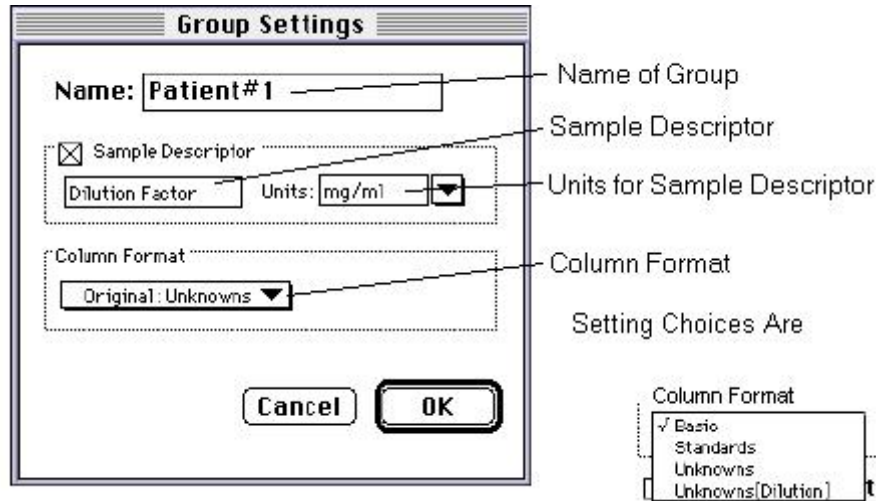 Group Settings
Name: Patient#1
Name of Group
Sample Descriptor
Sample Descriptor
Dilution Factor
Units: mg/ml
Units for Sample Descriptor
Column Format
Original:Unknowns
Column Format
Setting Choices Are
Cancel
OK
Column Format
√ Basic
Standards
Unknowns
Unknowns[Dilution]
t